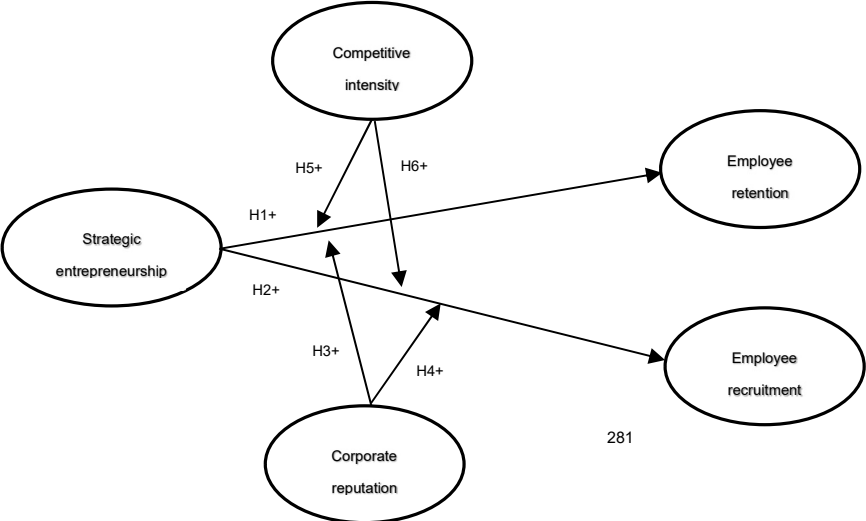 Competitive
intensity
H5+
H6+
Employee
retention
H1+
Strategic
entrepreneurship
H2+
H3+
H4+
Employee
recruitment
281
Corporate
reputation